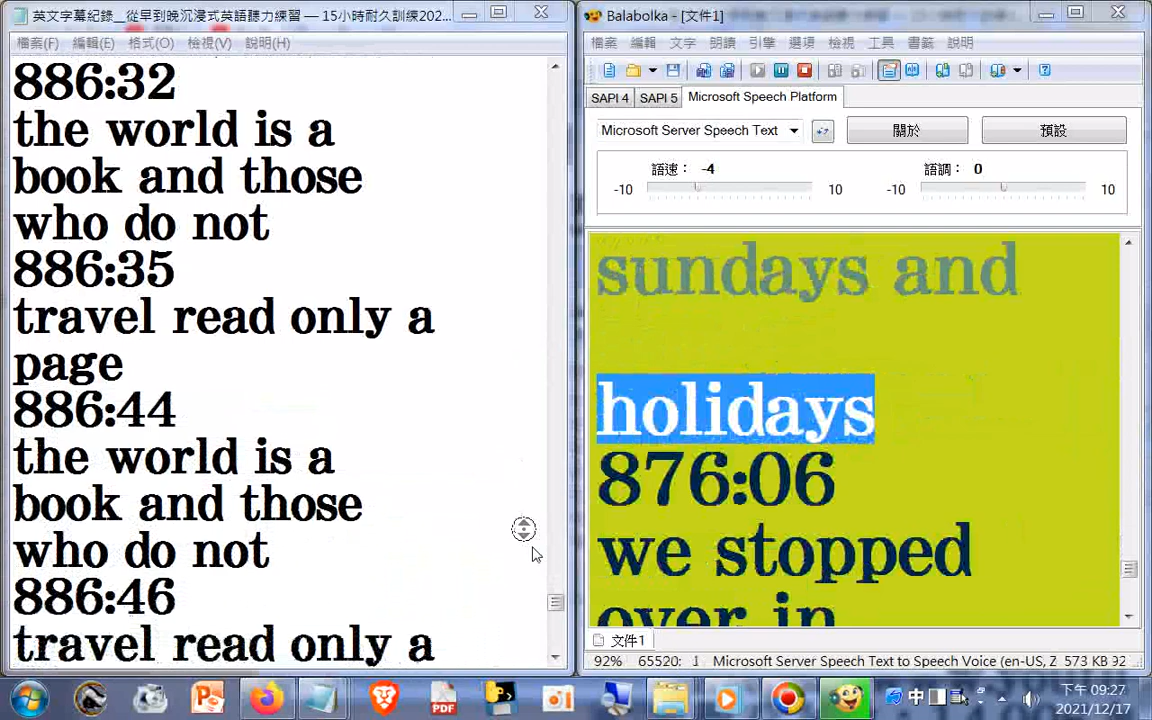 英文字幕紀錄__從早到晚沉浸式英語聽力練習 — 15小時耐久訓練202...
檔案(F) 編輯(E) 格式(O) 檢視(V) 說明(H)
886:32
the world is a
book and those
who do not
886:35
travel read only a
page
886:44
the world is a
book and those
who do not
886:46
travel read only a
Balabolka - [文件1]
檔案 編輯 文字 朗讀 引擎 選項 檢視 工具 書籤 說明
SAPI 4 SAPI 5 Microsoft Speech Platform
Microsoft Server Speech Text 關於 預設
語速： -4 語調： 0
-10 10 -10 10
sundays and
holidays
876:06
we stopped
over in
文件1
92% 65520: 1 Microsoft Server Speech Text to Speech Voice (en-US, Z 573 KB 92
PDF 中 下午 09:27
2021/12/17